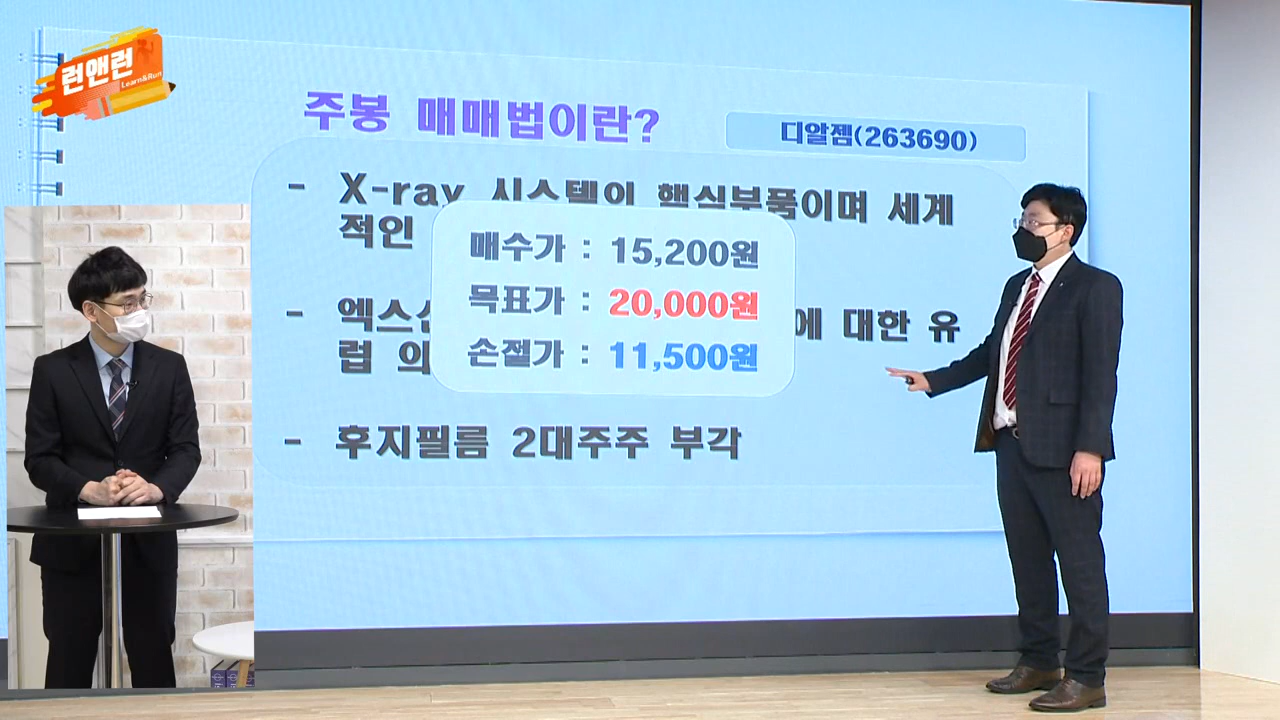 런앤런
Learn&Run
주봉 매매법이란?
디알젬(263690)
- X-ray 시스템이 핵심부품이며 세계
적인
매수가 : 15,200원
목표가 : 20,000원
손절가 : 11,500원
- 엑스선
에 대한 유
럽 의
- 후지필름 2대주주 부각